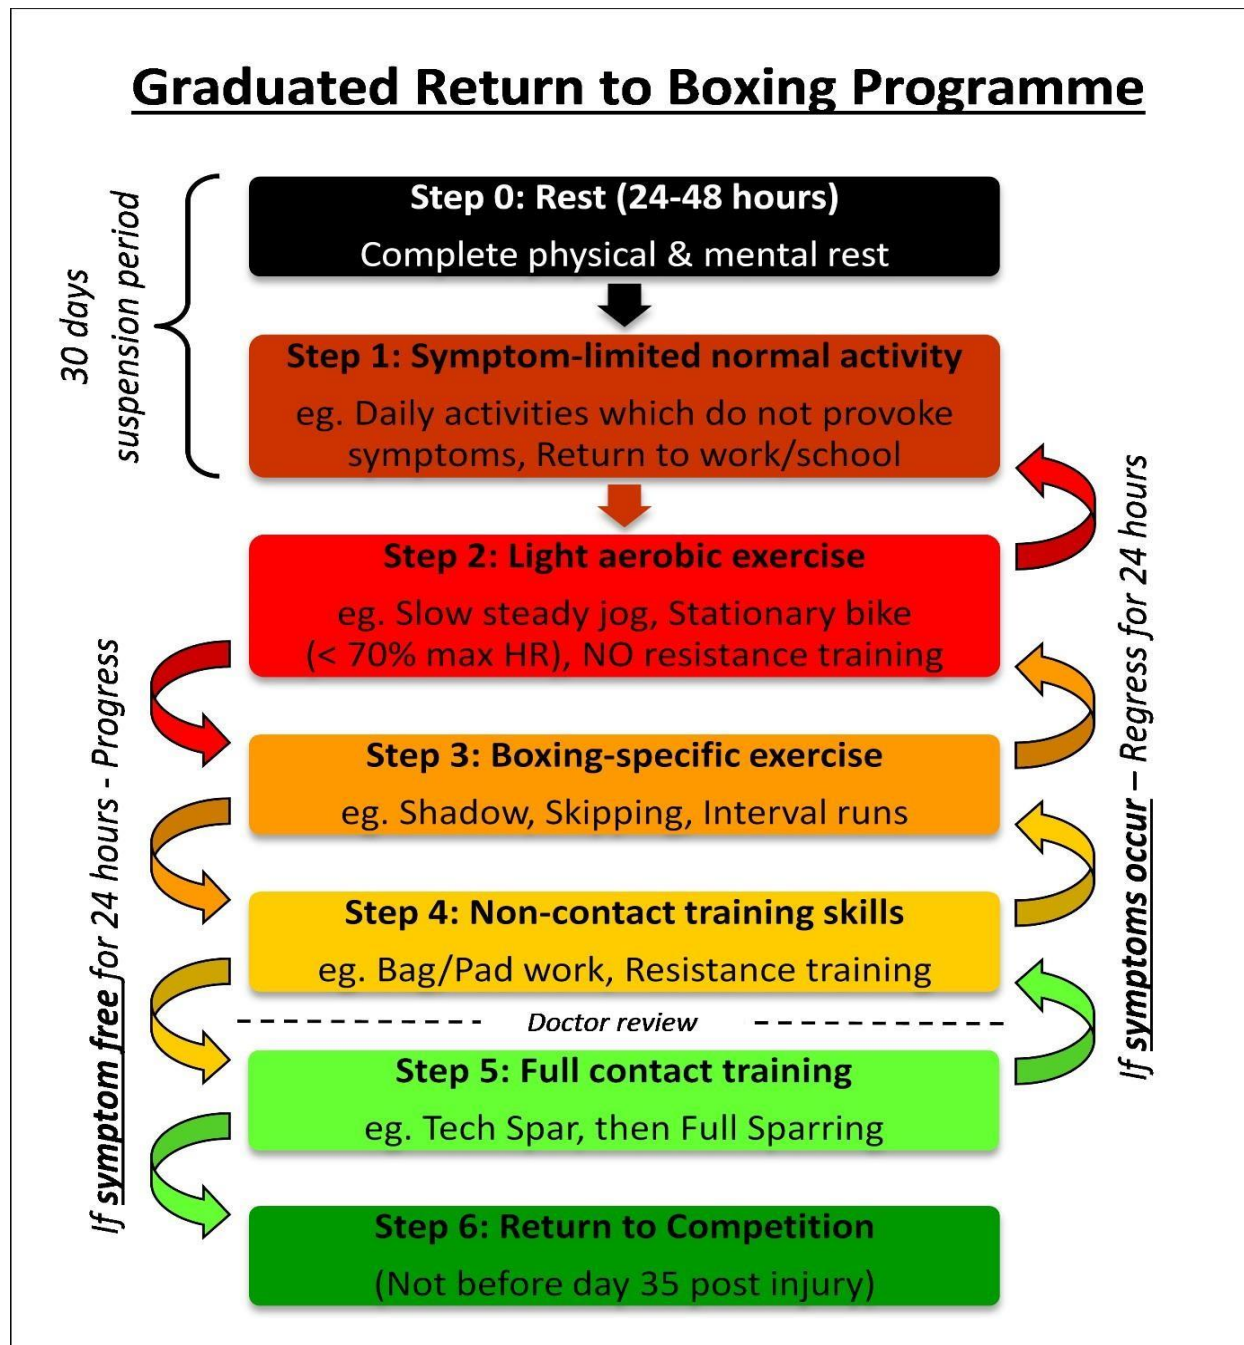 Graduated Return to Boxing Programme
30 days
suspension period
Step 0: Rest (24-48 hours)
Complete physical & mental rest
Step 1: Symptom-limited normal activity
eg. Daily activities which do not provoke
symptoms, Return to work/school
Step 2: Light aerobic exercise
eg. Slow steady jog, Stationary bike
(< 70% max HR), NO resistance training
Step 3: Boxing-specific exercise
eg. Shadow, Skipping, Interval runs
Step 4: Non-contact training skills
eg. Bag/Pad work, Resistance training
Doctor review
Step 5: Full contact training
eg. Tech Spar, then Full Sparring
Step 6: Return to Competition
(Not before day 35 post injury)
If symptom free for 24 hours - Progress
If symptoms occur – Regress for 24 hours